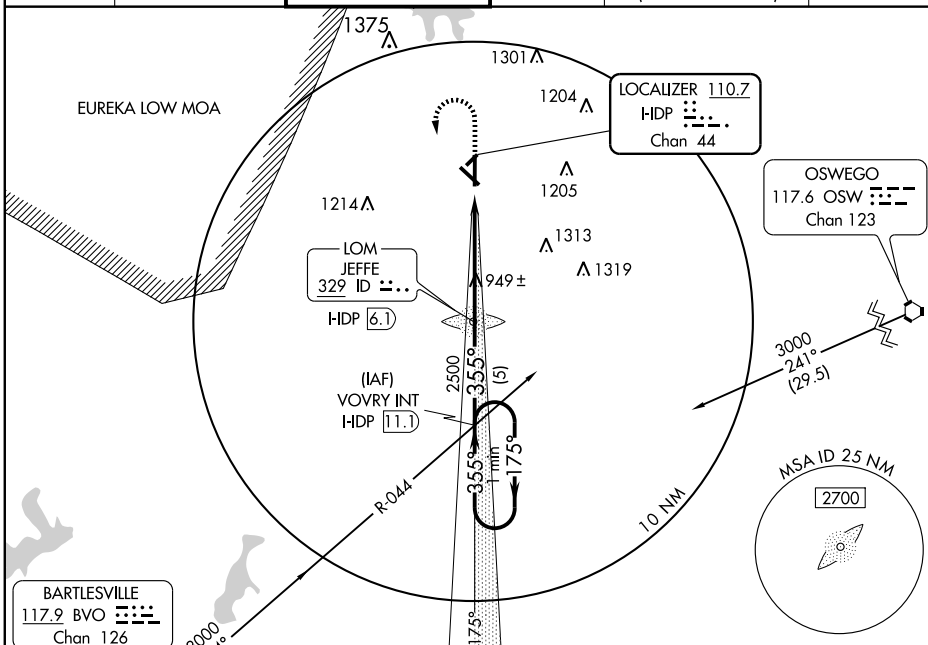 1375
1301
EUREKA LOW MOA
1204
LOCALIZER 110.7
I-IDP
Chan 44
1205
OSWEGO
117.6 OSW
Chan 123
1214
1313
1319
LOM
JEFFE
329 ID
I-IDP 6.1
949 ±
3000
241°
(29.5)
2500
355°
(5)
(IAF)
VOVRY INT
I-IDP 11.1
355°
1 min
175°
R-044
10 NM
MSA ID 25 NM
2700
BARTLESVILLE
117.9 BVO
Chan 126
175°